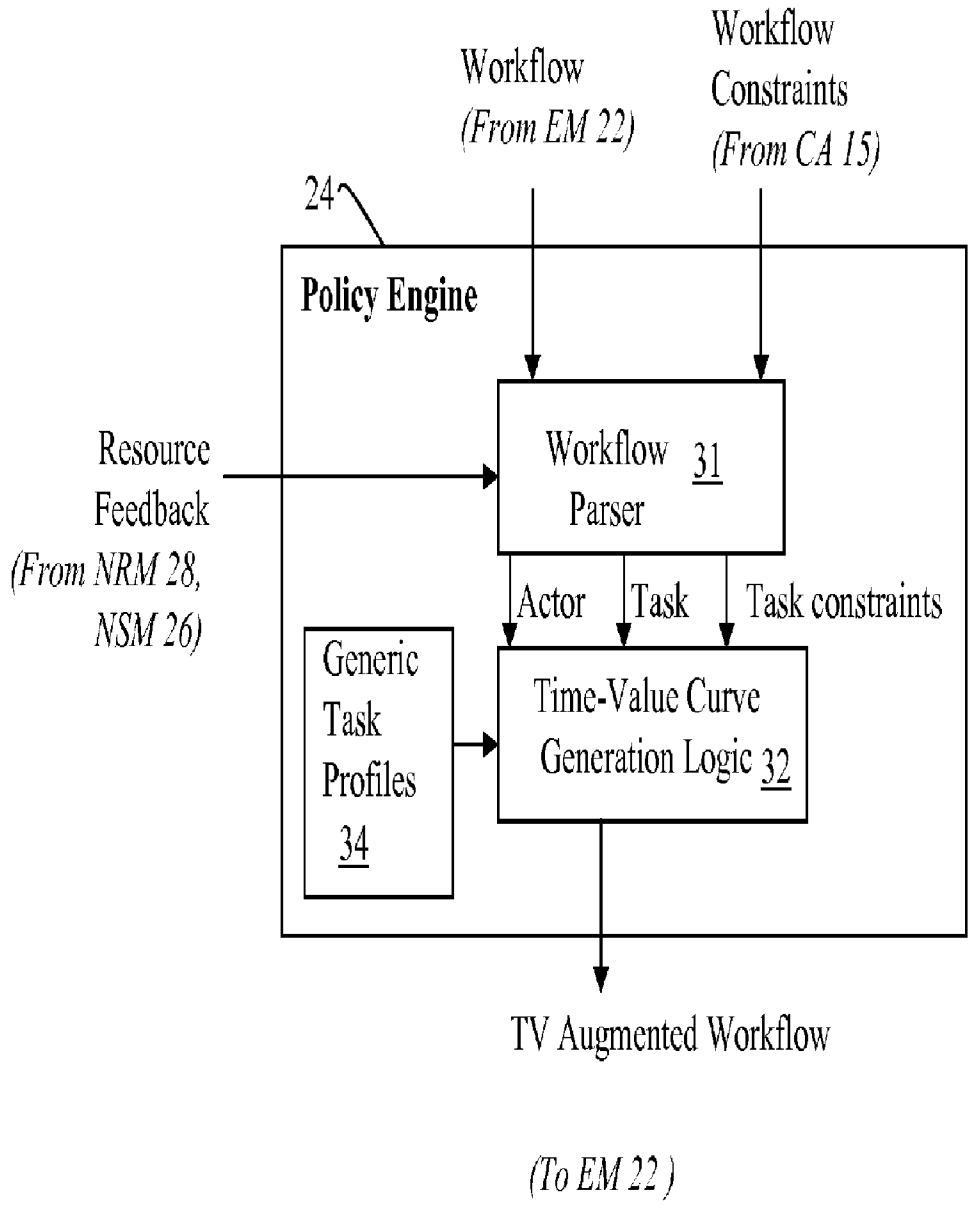 Workflow
(From EM 22)
Workflow
Constraints
(From CA 15)
24
Policy Engine
Resource
Feedback
(From NRM 28,
NSM 26)
Workflow 31
Parser
Actor
Task
Task constraints
Generic
Task
Profiles
34
Time-Value Curve
Generation Logic 32
TV Augmented Workflow
(To EM 22 )